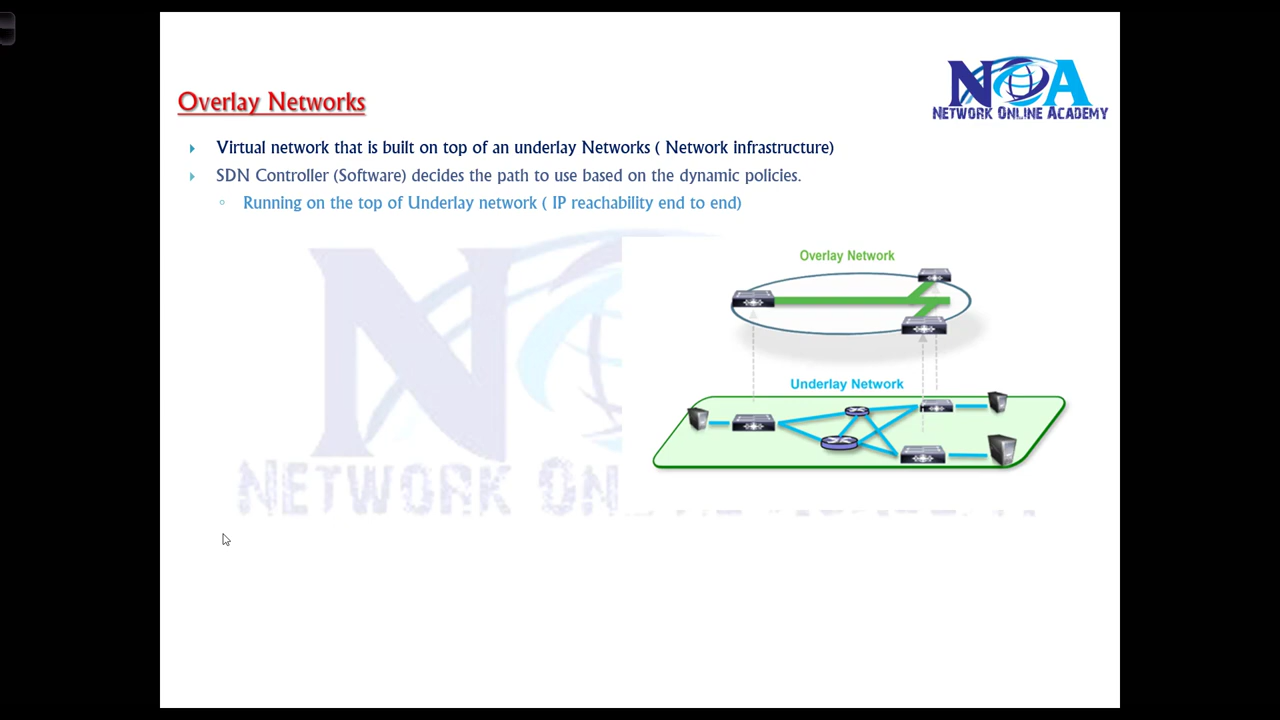 NOA
NETWORK ONLINE ACADEMY
Overlay Networks
Virtual network that is built on top of an underlay Networks ( Network infrastructure)
SDN Controller (Software) decides the path to use based on the dynamic policies.
Running on the top of Underlay network ( IP reachability end to end)
Overlay Network
Underlay Network
N
NETWORK ON